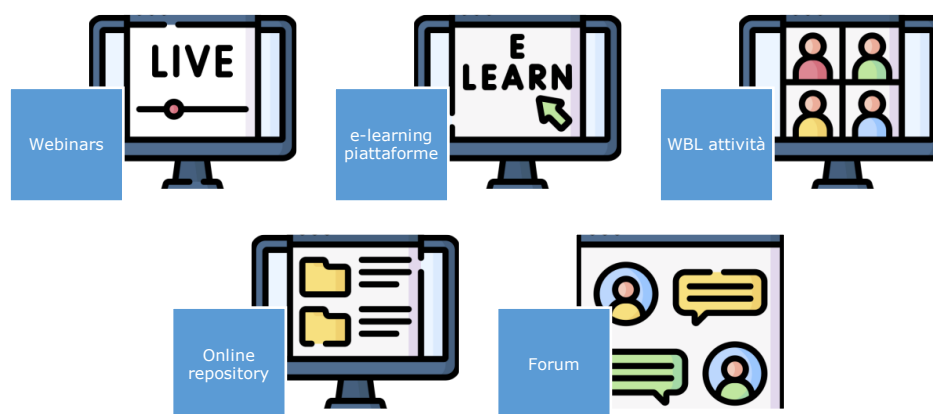 LIVE
Webinars
E
LEARN
e-learning
piattaforme
WBL attività
Online
repository
Forum